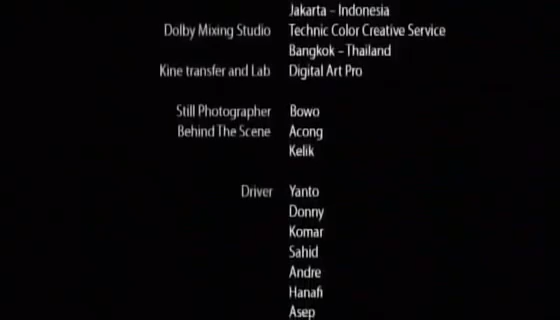 Jakarta - Indonesia
Dolby Mixing Studio Technic Color Creative Service
Bangkok - Thailand
Kine transfer and Lab Digital Art Pro
Still Photographer Bowo
Behind The Scene Acong
Kelik
Driver Yanto
Donny
Komar
Sahid
Andre
Hanafi
Asep